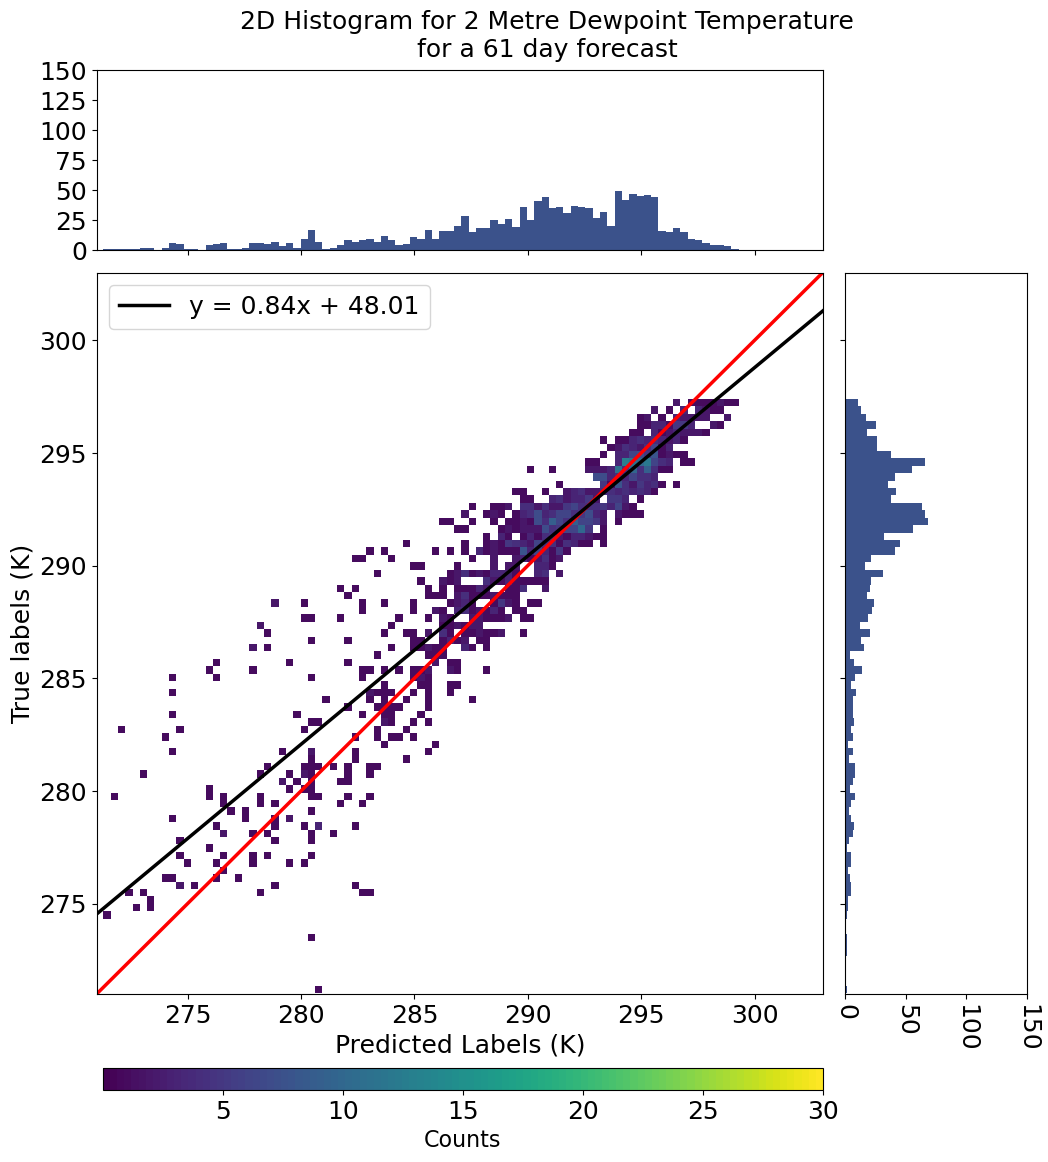 2D Histogram for 2 Metre Dewpoint Temperature
for a 61 day forecast
150
125
100
75
50
25
0
y = 0.84x + 48.01
300
295
290
285
280
275
True labels (K)
275 280 285 290 295 300
Predicted Labels (K)
0 50 100 150
5 10 15 20 25 30
Counts